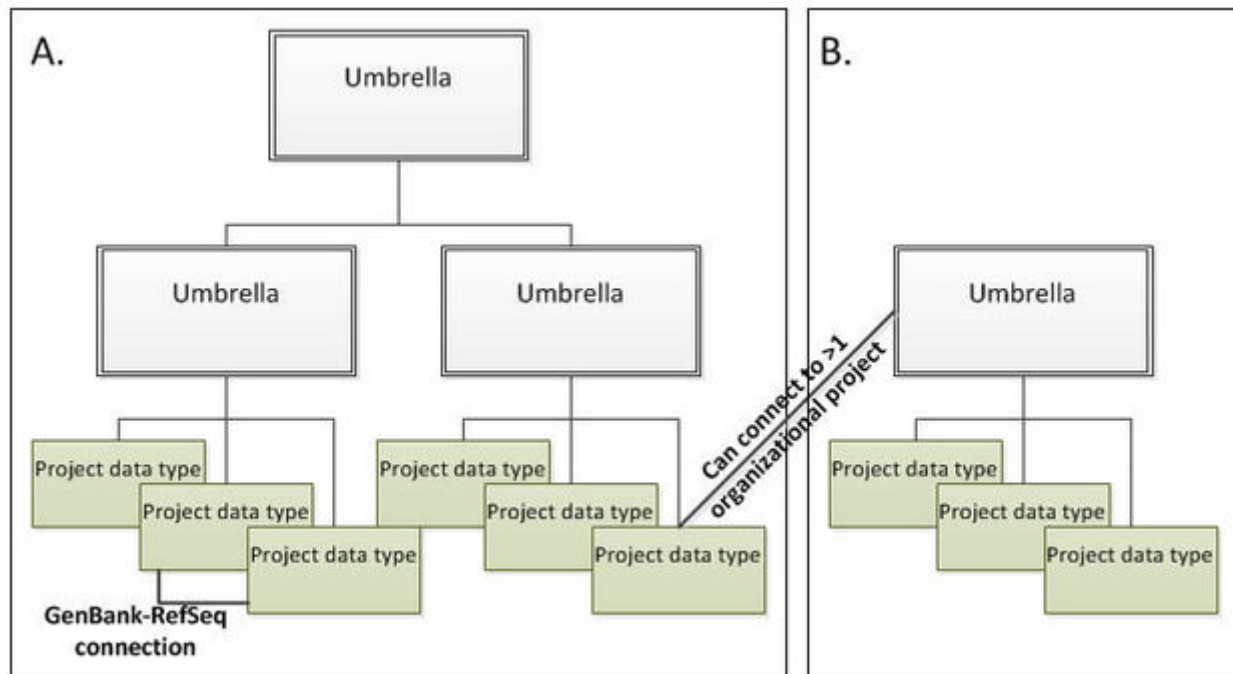 A.
Umbrella
Umbrella
Umbrella
Project data type
Project data type
Project data type
GenBank-RefSeq
connection
Project data type
Project data type
Project data type
Can connect to >1
organizational project
B.
Umbrella
Project data type
Project data type
Project data type